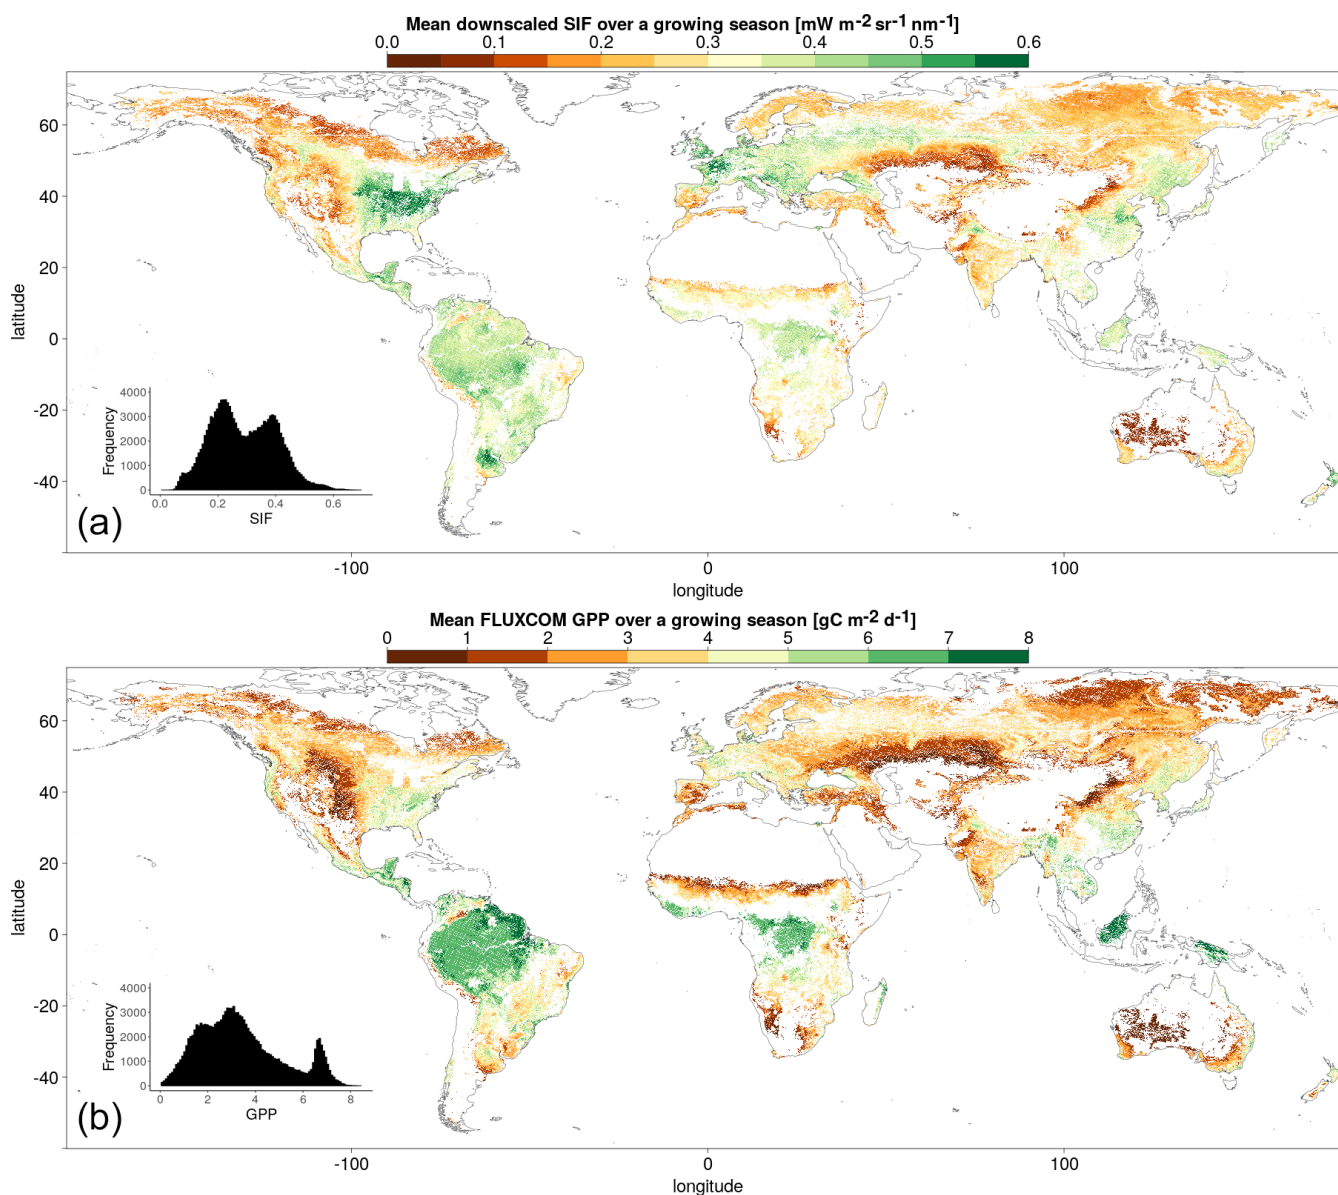 Mean downscaled SIF over a growing season [mW m-2 sr-1 nm-1]
0.0 0.1 0.2 0.3 0.4 0.5 0.6
60
40
20
0
-20
-40
latitude
4000
3000
2000
1000
0
Frequency
0.0 0.2 0.4 0.6
SIF
(a)
-100 0 100
longitude
Mean FLUXCOM GPP over a growing season [gC m-2 d-1]
0 1 2 3 4 5 6 7 8
60
40
20
0
-20
-40
latitude
4000
3000
2000
1000
0
Frequency
0 2 4 6 8
GPP
(b)
-100 0 100
longitude